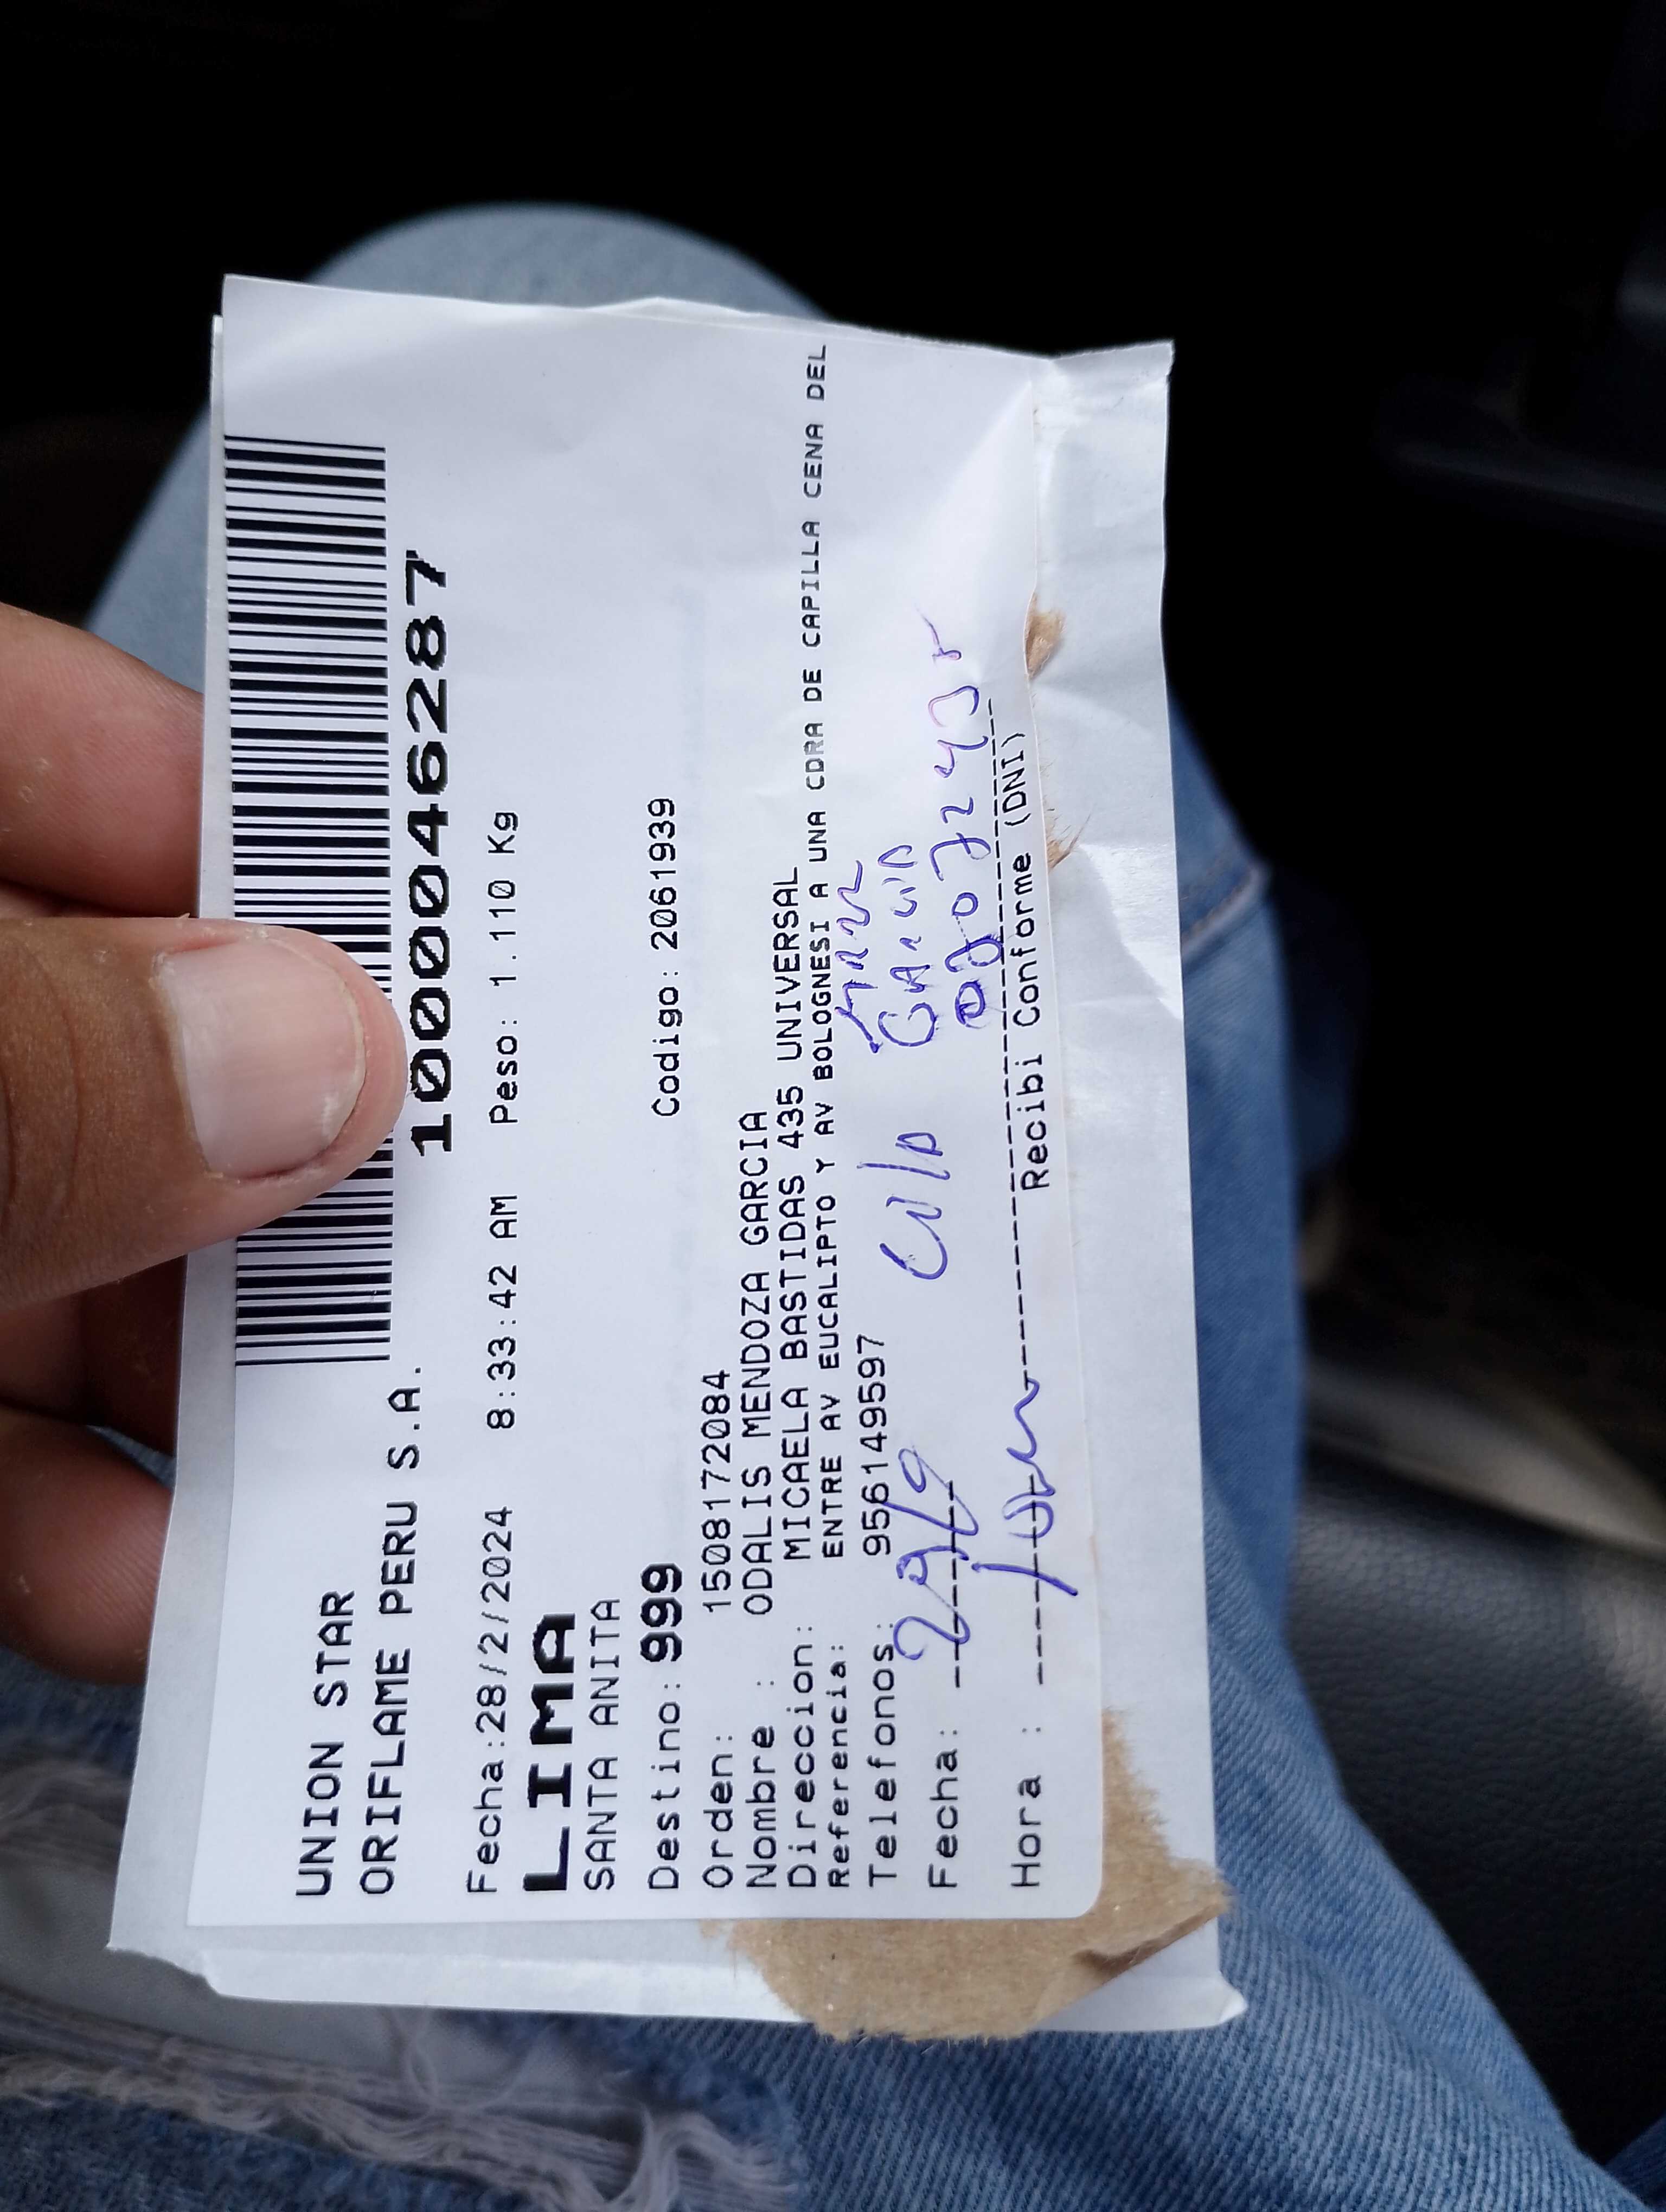 UNION STAR
ORIFLAME PERU S.A.
1000046287
Fecha:28/2/2024 8:33:42 AM Peso: 1.110 Kg
LIMA
SANTA ANITA
Destino: 999 Codigo: 2061939
Orden: 1508172084
Nombre : ODALIS MENDOZA GARCIA
Direccion: MICAELA BASTIDAS 435 UNIVERSAL
Referencia: ENTRE AV EUCALIPTO Y AV BOLOGNESI A UNA CDRA DE CAPILLA CENA DEL
Telefonos: 956149597
Fecha: 29/9
Hora :
Recibi Conforme (DNI)